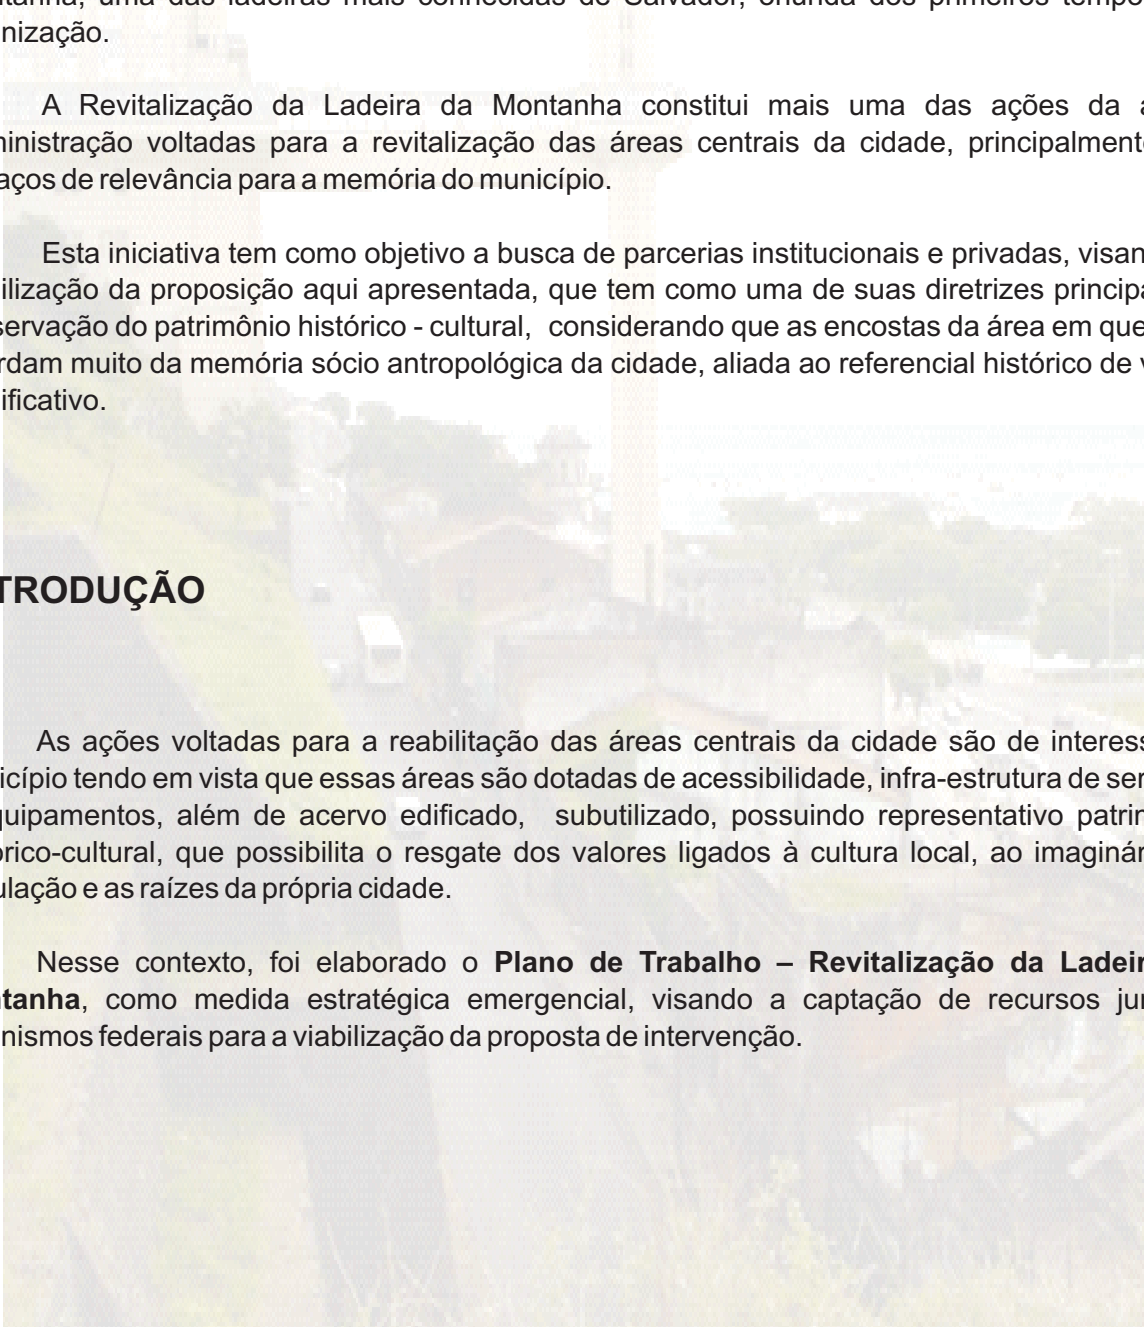 uma das ladeiras mais conhecidas de Salvador, oriunda dos primeiros
nização.
A Revitalização da Ladeira da Montanha constitui mais uma das ações da a
ministração voltadas para a revitalização das áreas centrais da cidade, principalment
aços de relevância para a memória do município.
Esta iniciativa tem como objetivo a busca de parcerias institucionais e privadas, visan
ilização da proposição aqui apresentada, que tem como uma de suas diretrizes principa
servação do patrimônio histórico - cultural, considerando que as encostas da área em que
rdam muito da memória sócio antropológica da cidade, aliada ao referencial histórico de v
ificativo.
TRODUÇÃO
As ações voltadas para a reabilitação das áreas centrais da cidade são de interess
icípio tendo em vista que essas áreas são dotadas de acessibilidade, infra-estrutura de ser
quipamentos, além de acervo edificado, subutilizado, possuindo representativo patrim
órico-cultural, que possibilita o resgate dos valores ligados à cultura local, ao imaginár
ulação e as raízes da própria cidade.
Nesse contexto, foi elaborado o Plano de Trabalho – Revitalização da Ladeir
tanha, como medida estratégica emergencial, visando a captação de recursos jun
nismos federais para a viabilização da proposta de intervenção.